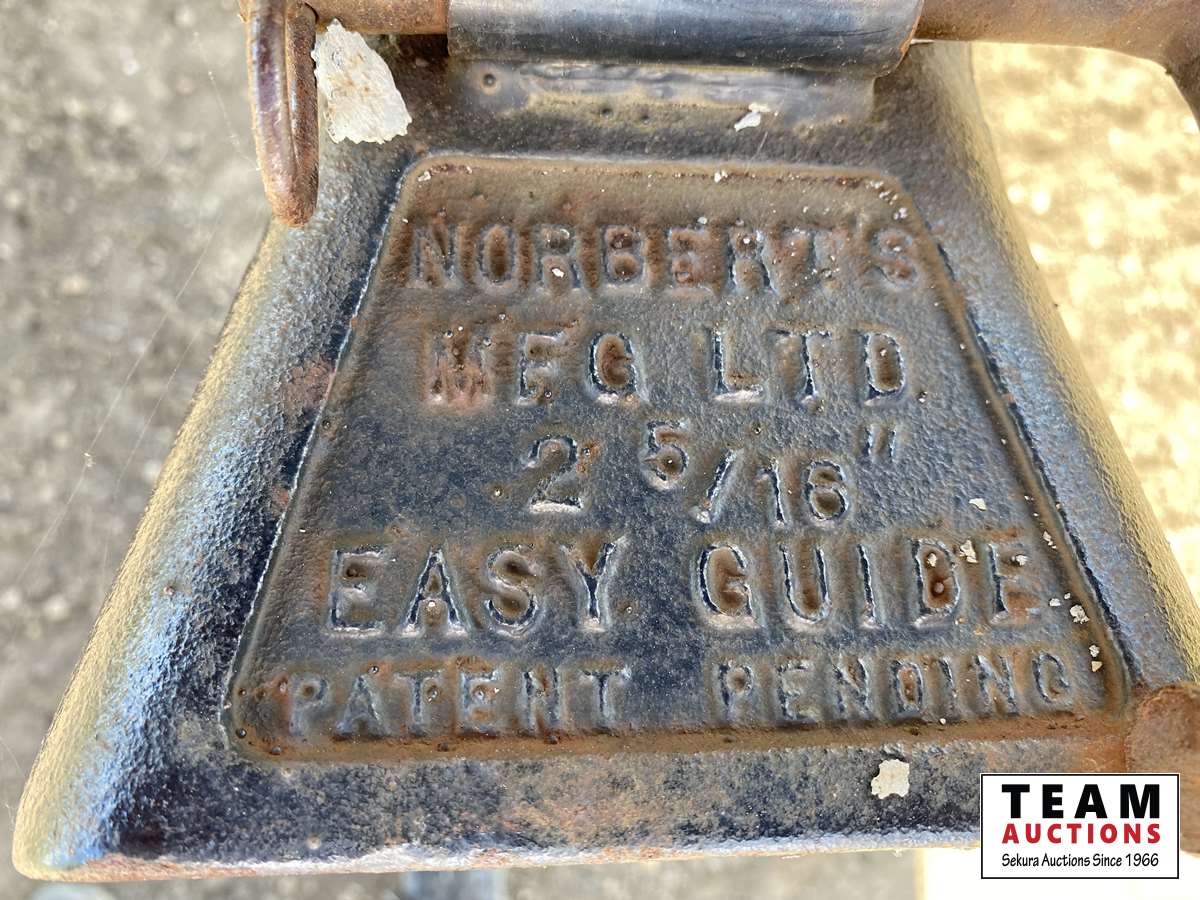 NORBERT'S
MFG LTD.
2 5/16"
EASY GUIDE
PATENT PENDING
TEAM
AUCTIONS
Sekura Auctions Since 1966